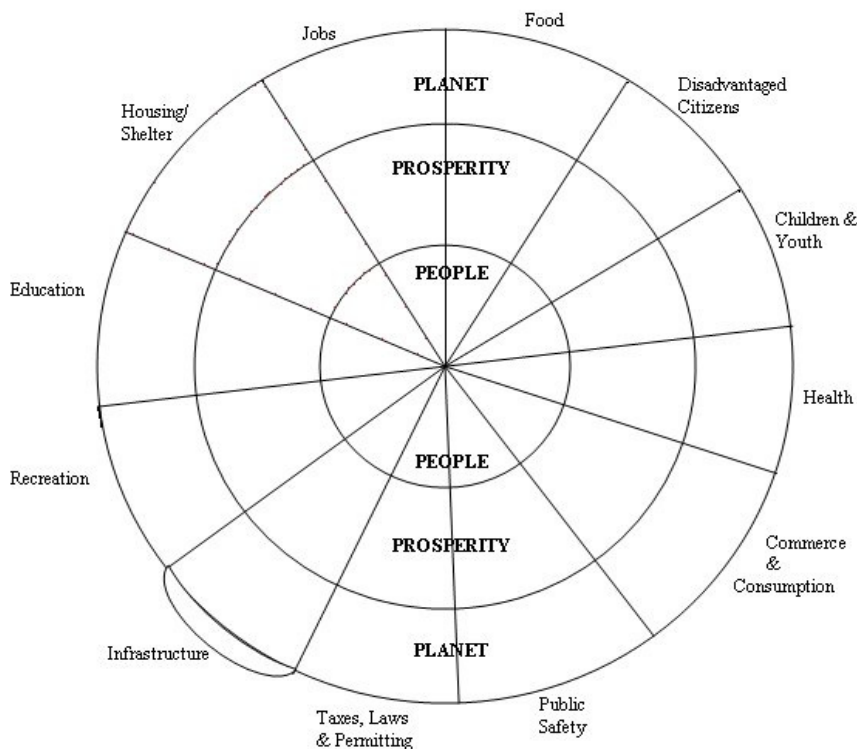 Food
Jobs
PLANET
Disadvantaged
Citizens
Housing/
Shelter
PROSPERITY
Children &
Youth
PEOPLE
Education
Health
PEOPLE
Recreation
PROSPERITY
Commerce
&
Consumption
Infrastructure
PLANET
Public
Safety
Taxes, Laws
& Permitting